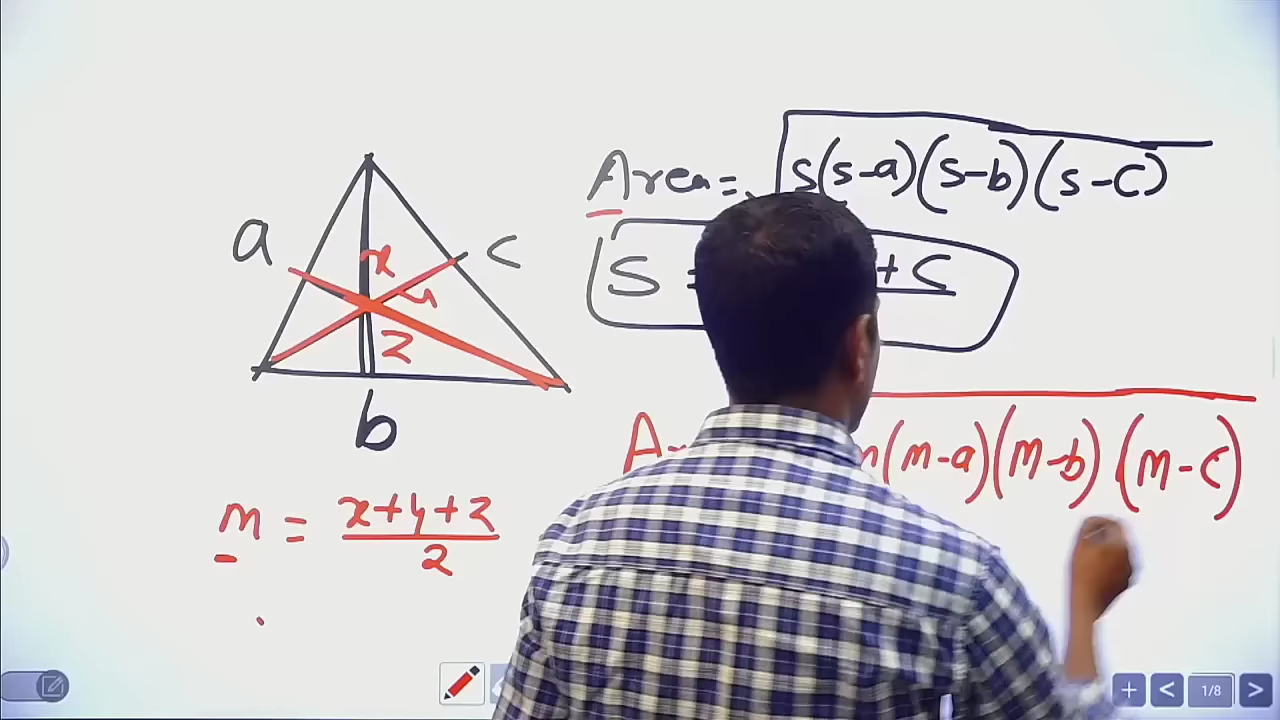 Area = √s(s-a)(s-b)(s-c)
a
x
c
y
S + c
z
b
(m-a)(m-b)(m-c)
m = x+y+z
2
1/8